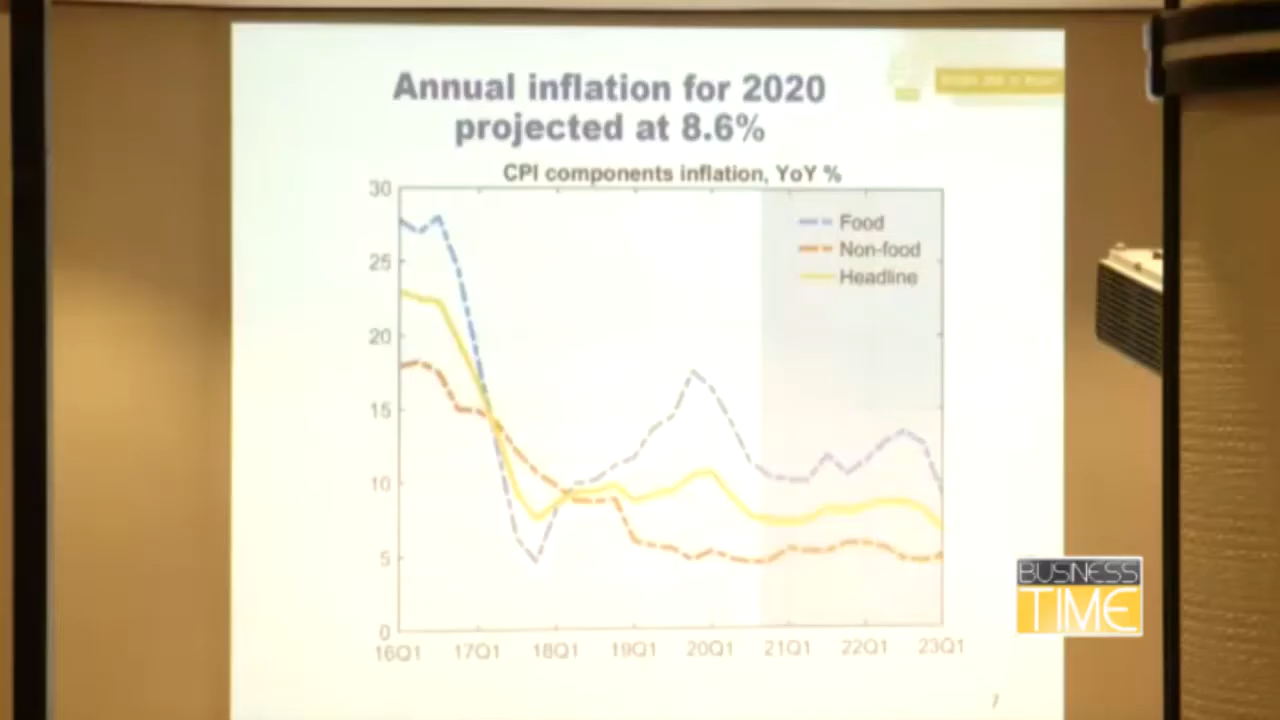 Annual inflation for 2020
projected at 8.6%
CPI components inflation, YoY %
30
25
20
15
10
5
0
Food
Non-food
Headline
16Q1 17Q1 18Q1 19Q1 20Q1 21Q1 22Q1 23Q1
7
BUSINESS
TIME